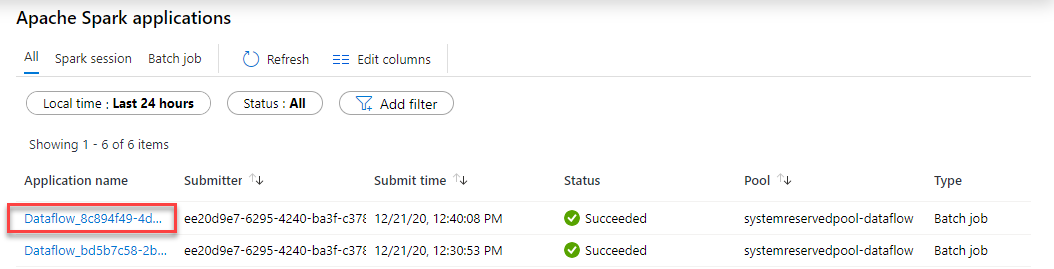 Apache Spark applications
All Spark session Batch job Refresh Edit columns
Local time : Last 24 hours Status : All Add filter
Showing 1 - 6 of 6 items
Application name Submitter ↑↓ Submit time ↑↓ Status Pool ↑↓ Type
Dataflow_8c894f49-4d... ee20d9e7-6295-4240-ba3f-c378 12/21/20, 12:40:08 PM Succeeded systemreservedpool-dataflow Batch job
Dataflow_bd5b7c58-2b... ee20d9e7-6295-4240-ba3f-c378 12/21/20, 12:30:53 PM Succeeded systemreservedpool-dataflow Batch job